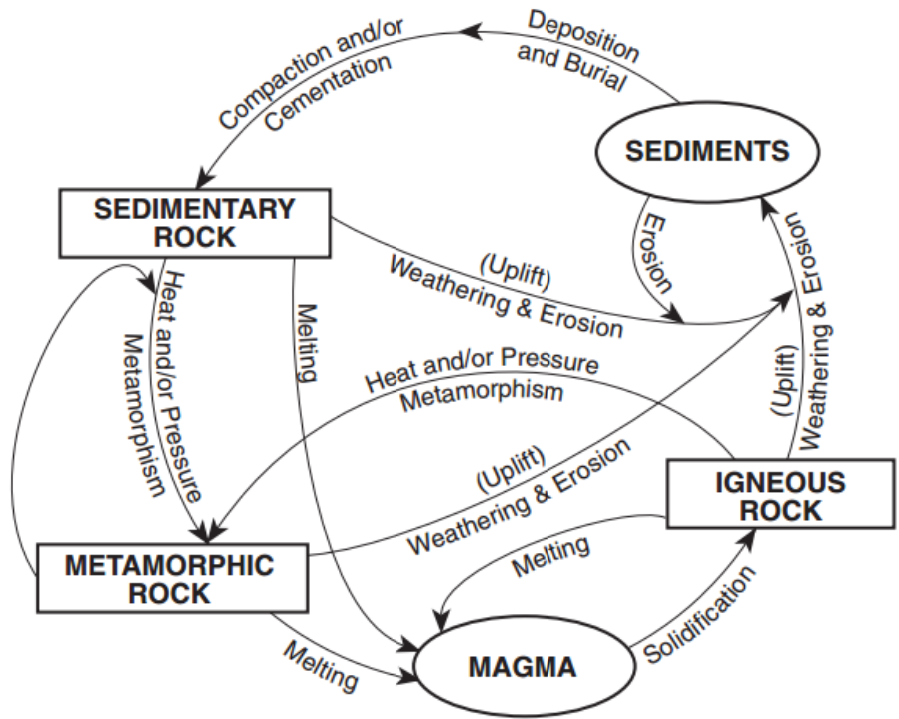 Deposition
and Burial
Compaction and/or
Cementation
SEDIMENTS
SEDIMENTARY
ROCK
Erosion
(Uplift)
Weathering & Erosion
(Uplift)
Weathering & Erosion
Heat and/or Pressure
Metamorphism
Melting
Heat and/or Pressure
Metamorphism
(Uplift)
Weathering & Erosion
IGNEOUS
ROCK
METAMORPHIC
ROCK
Melting
Solidification
Melting
MAGMA